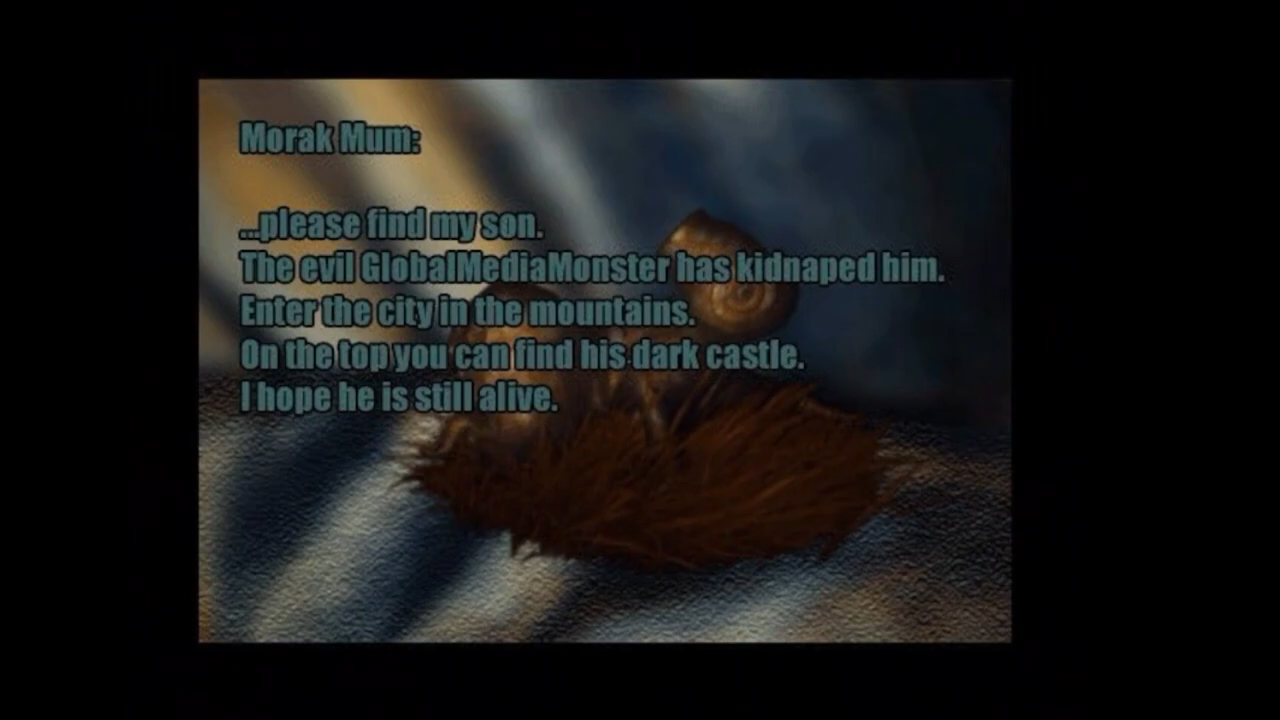 Morak Mum:
...please find my son.
The evil GlobalMediaMonster has kidnaped him.
Enter the city in the mountains.
On the top you can find his dark castle.
I hope he is still alive.